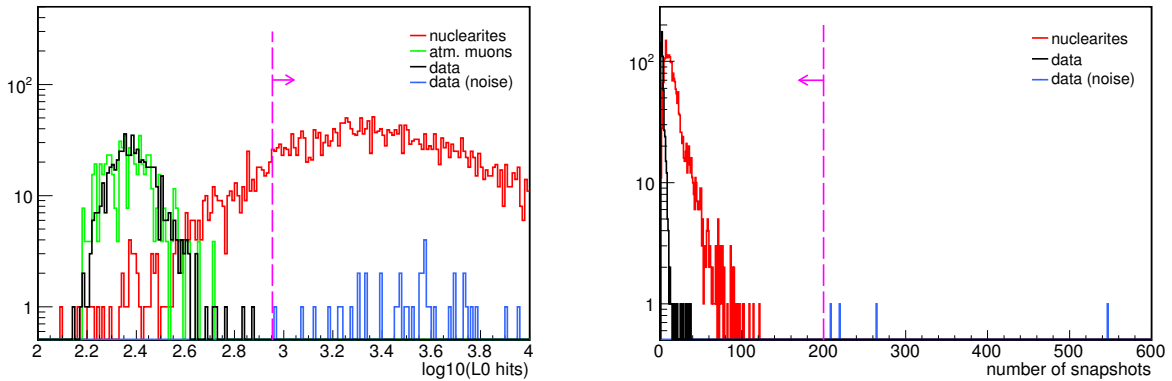 nuclearites
atm. muons
data
data (noise)
10²
10
1
2 2.2 2.4 2.6 2.8 3 3.2 3.4 3.6 3.8 4
log10(L0 hits)
nuclearites
data
data (noise)
10²
10
1
0 100 200 300 400 500 600
number of snapshots